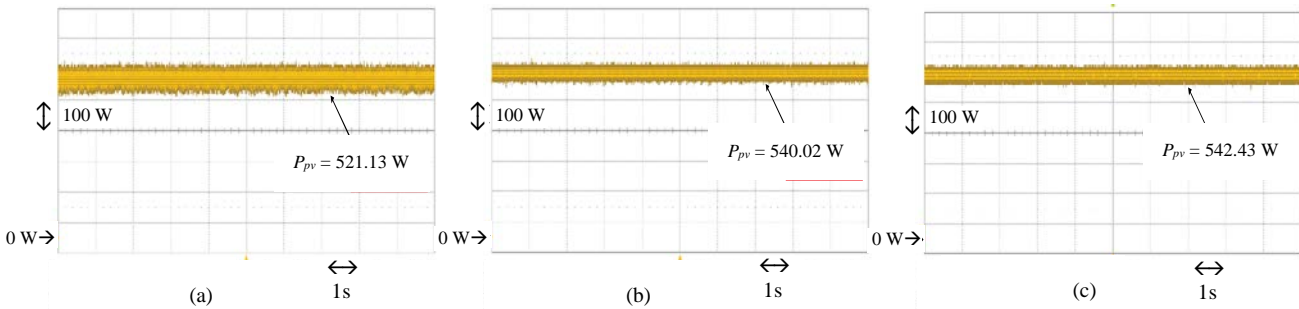 100 W
P_pv = 521.13 W
0 W→
1s
(a)
100 W
P_pv = 540.02 W
0 W→
1s
(b)
100 W
P_pv = 542.43 W
0 W→
1s
(c)